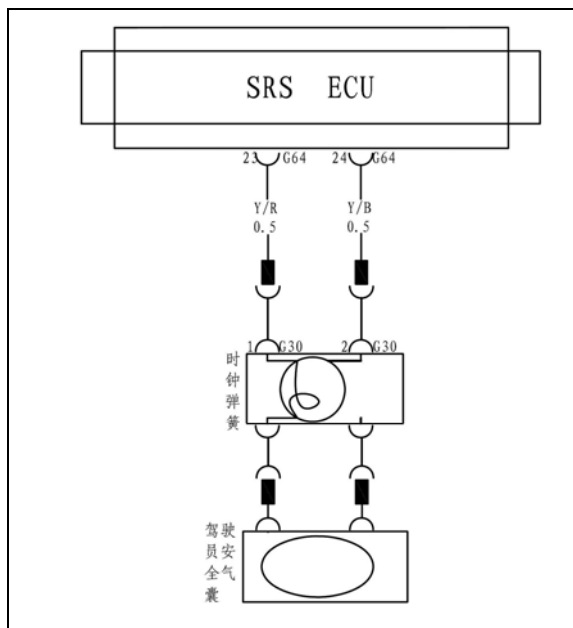 SRS ECU
23 G64 24 G64
Y/R Y/B
0.5 0.5
1 G30 2 G30
时
钟
弹
簧
驾驶
员安
全气
囊